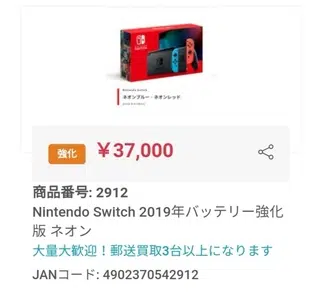 ネオンブルー・ネオンレッド
強化
￥37,000
商品番号: 2912
Nintendo Switch 2019年バッテリー強化
版 ネオン
大量大歓迎！郵送買取3台以上になります
JANコード: 4902370542912